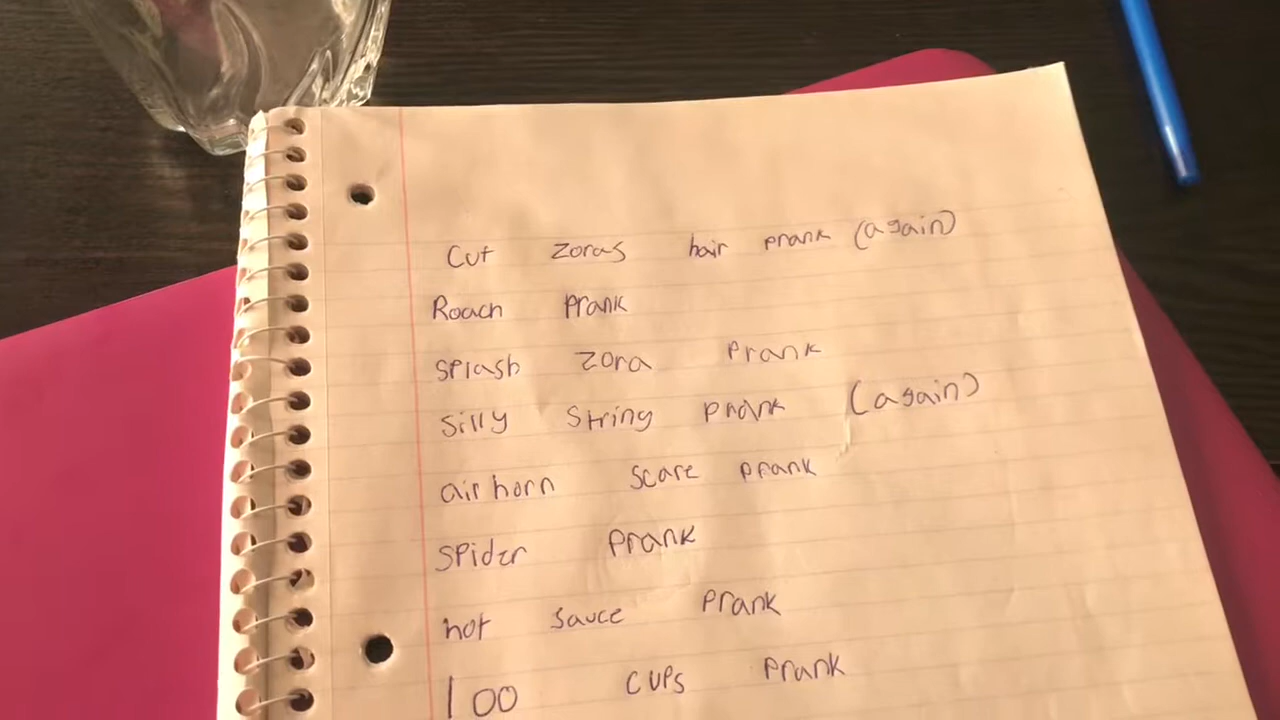 Cut zoras hair prank (again)
Roach prank
splash zora prank
silly string prank (again)
air horn scare prank
spider prank
hot sauce prank
100 cups prank